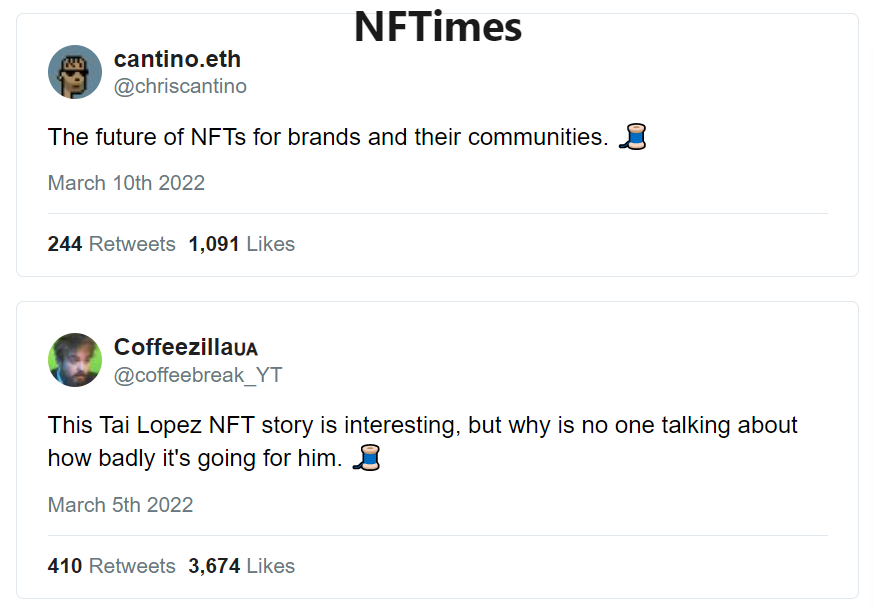 NFTimes
cantino.eth
@chriscantino
The future of NFTs for brands and their communities. 🧵
March 10th 2022
244 Retweets 1,091 Likes
Coffeezillaᴜᴀ
@coffeebreak_YT
This Tai Lopez NFT story is interesting, but why is no one talking about
how badly it's going for him. 🧵
March 5th 2022
410 Retweets 3,674 Likes